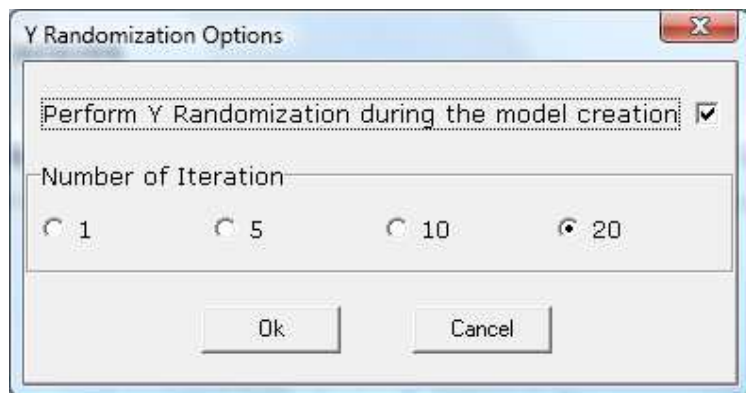 Y Randomization Options
Perform Y Randomization during the model creation
Number of Iteration
1 5 10 20
Ok Cancel